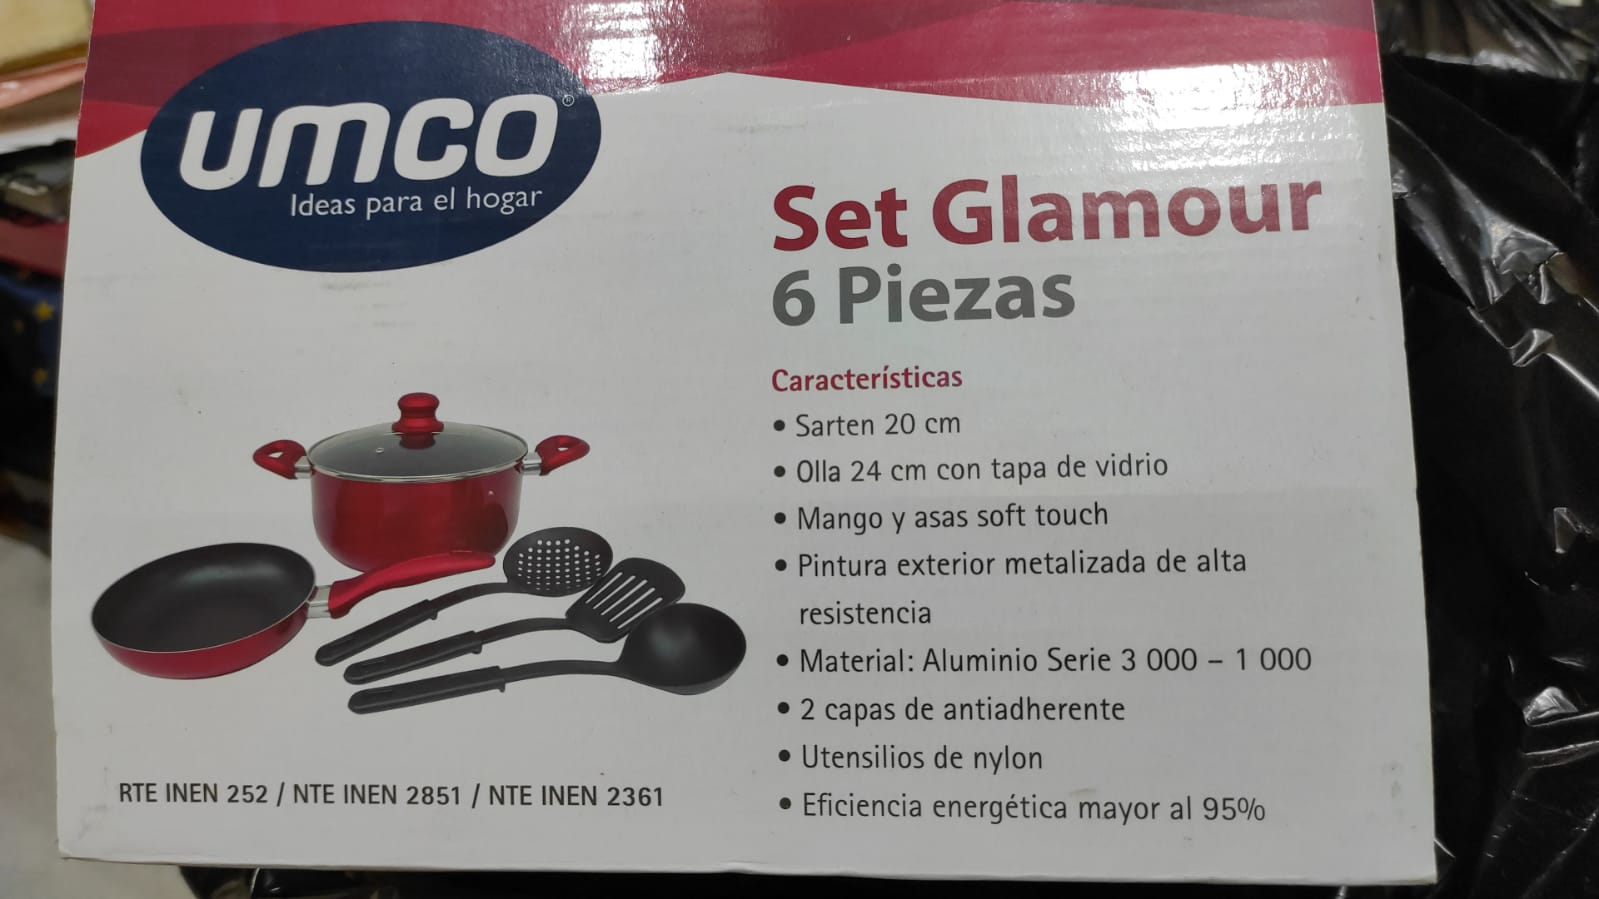 umco®
Ideas para el hogar
Set Glamour
6 Piezas
Características
• Sarten 20 cm
• Olla 24 cm con tapa de vidrio
• Mango y asas soft touch
• Pintura exterior metalizada de alta
resistencia
• Material: Aluminio Serie 3 000 – 1 000
• 2 capas de antiadherente
• Utensilios de nylon
• Eficiencia energética mayor al 95%
RTE INEN 252 / NTE INEN 2851 / NTE INEN 2361